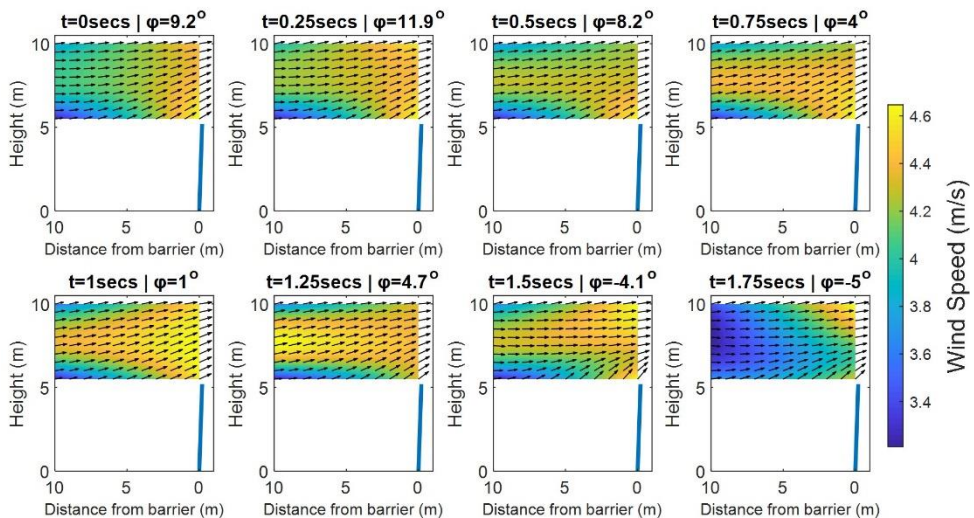 t=0secs | φ=9.2°
t=0.25secs | φ=11.9°
t=0.5secs | φ=8.2°
t=0.75secs | φ=4°
Height (m)
10
5
0
10 5 0
Distance from barrier (m)
Height (m)
10
5
0
10 5 0
Distance from barrier (m)
Height (m)
10
5
0
10 5 0
Distance from barrier (m)
Height (m)
10
5
0
10 5 0
Distance from barrier (m)
t=1secs | φ=1°
t=1.25secs | φ=4.7°
t=1.5secs | φ=-4.1°
t=1.75secs | φ=-5°
Height (m)
10
5
0
10 5 0
Distance from barrier (m)
Height (m)
10
5
0
10 5 0
Distance from barrier (m)
Height (m)
10
5
0
10 5 0
Distance from barrier (m)
Height (m)
10
5
0
10 5 0
Distance from barrier (m)
4.6
4.4
4.2
4
3.8
3.6
3.4
Wind Speed (m/s)